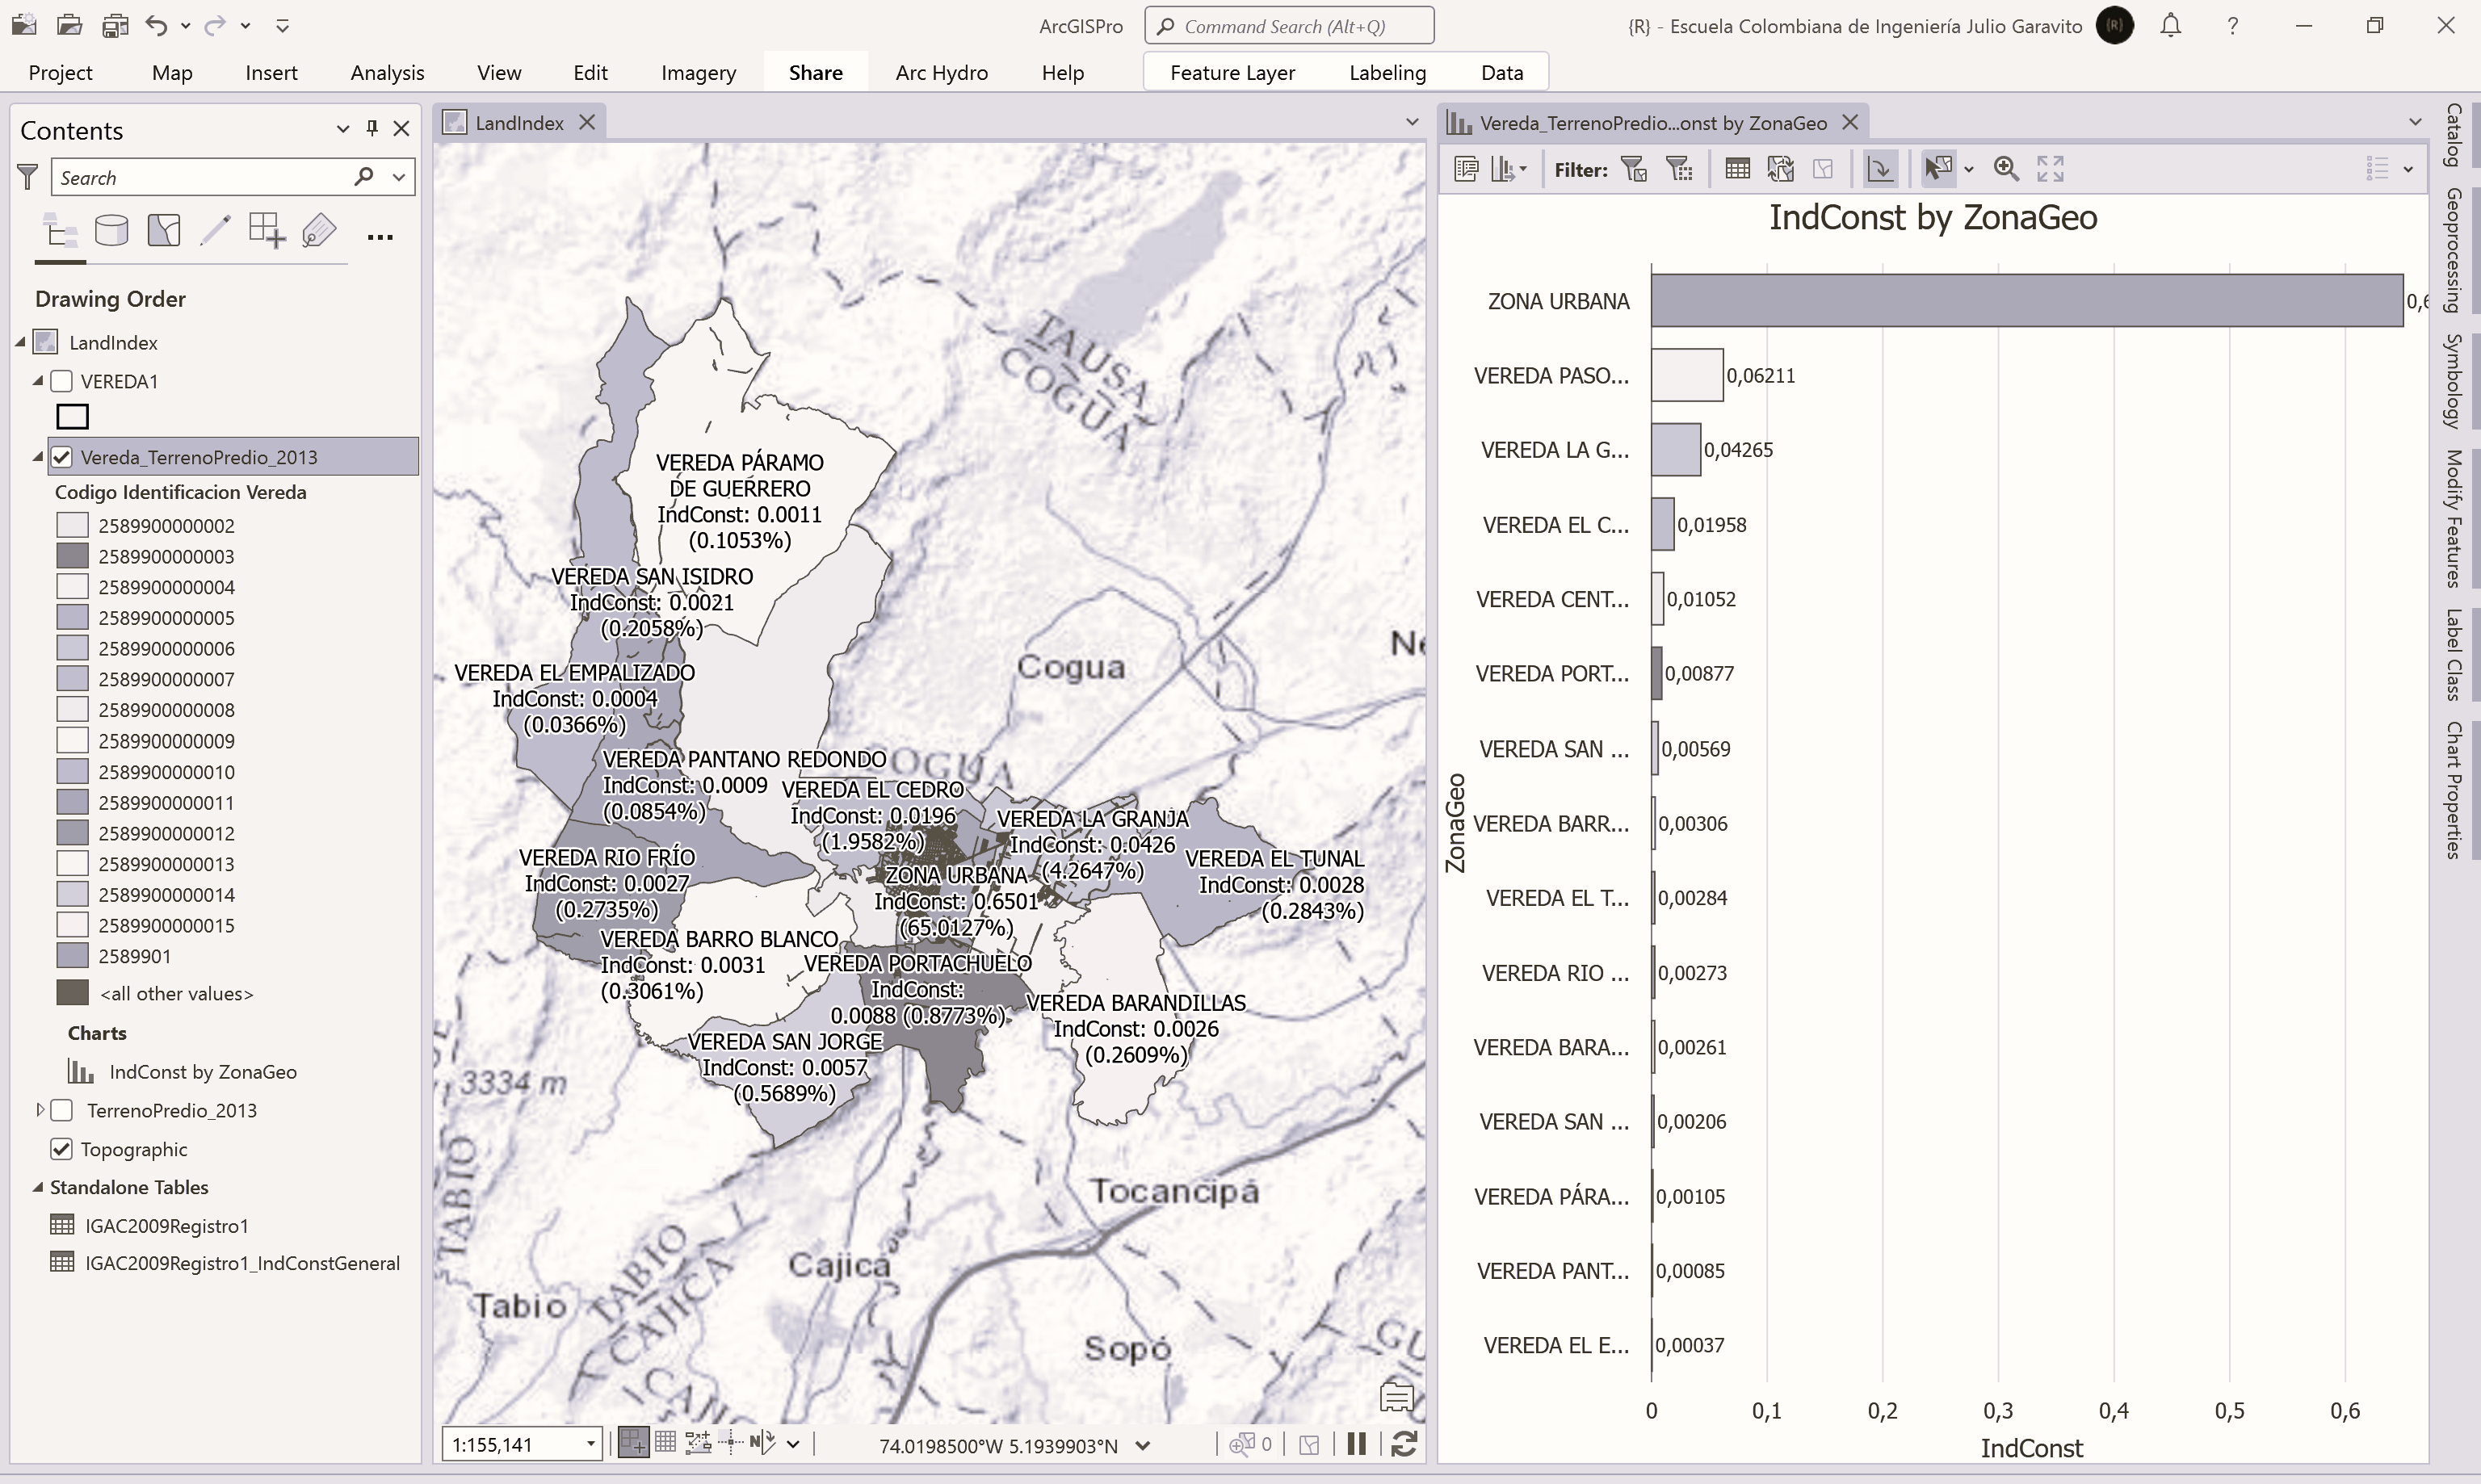 ArcGISPro
Command Search (Alt+Q)
{R} - Escuela Colombiana de Ingeniería Julio Garavito
{R}
?
Project
Map
Insert
Analysis
View
Edit
Imagery
Share
Arc Hydro
Help
Feature Layer
Labeling
Data
Contents
Search
Drawing Order
LandIndex
VEREDA1
Vereda_TerrenoPredio_2013
Codigo Identificacion Vereda
2589900000002
2589900000003
2589900000004
2589900000005
2589900000006
2589900000007
2589900000008
2589900000009
2589900000010
2589900000011
2589900000012
2589900000013
2589900000014
2589900000015
2589901
<all other values>
Charts
IndConst by ZonaGeo
TerrenoPredio_2013
Topographic
Standalone Tables
IGAC2009Registro1
IGAC2009Registro1_IndConstGeneral
LandIndex
TAUSA
COGUA
VEREDA PÁRAMO
DE GUERRERO
IndConst: 0.0011
(0.1053%)
VEREDA SAN ISIDRO
IndConst: 0.0021
(0.2058%)
Cogua
Ne
VEREDA EL EMPALIZADO
IndConst: 0.0004
(0.0366%)
VEREDA PANTANO REDONDO
IndConst: 0.0009
(0.0854%)
COGUA
VEREDA EL CEDRO
IndConst: 0.0196
(1.9582%)
VEREDA LA GRANJA
IndConst: 0.0426
(4.2647%)
VEREDA EL TUNAL
IndConst: 0.0028
(0.2843%)
VEREDA RIO FRÍO
IndConst: 0.0027
(0.2735%)
ZONA URBANA
IndConst: 0.6501
(65.0127%)
VEREDA BARRO BLANCO
IndConst: 0.0031
(0.3061%)
VEREDA PORTACHUELO
IndConst:
0.0088 (0.8773%)
VEREDA BARANDILLAS
IndConst: 0.0026
(0.2609%)
VEREDA SAN JORGE
IndConst: 0.0057
(0.5689%)
3334 m
TABIO
Tocancipá
TABIO
CAJICA
Cajicá
Tabio
Sopó
GU
1:155,141
74.0198500°W 5.1939903°N
0
Vereda_TerrenoPredio...onst by ZonaGeo
Filter:
IndConst by ZonaGeo
ZonaGeo
ZONA URBANA
0,6
VEREDA PASO...
0,06211
VEREDA LA G...
0,04265
VEREDA EL C...
0,01958
VEREDA CENT...
0,01052
VEREDA PORT...
0,00877
VEREDA SAN ...
0,00569
VEREDA BARR...
0,00306
VEREDA EL T...
0,00284
VEREDA RIO ...
0,00273
VEREDA BARA...
0,00261
VEREDA SAN ...
0,00206
VEREDA PÁRA...
0,00105
VEREDA PANT...
0,00085
VEREDA EL E...
0,00037
0
0,1
0,2
0,3
0,4
0,5
0,6
IndConst
Catalog
Geoprocessing
Symbology
Modify Features
Label Class
Chart Properties